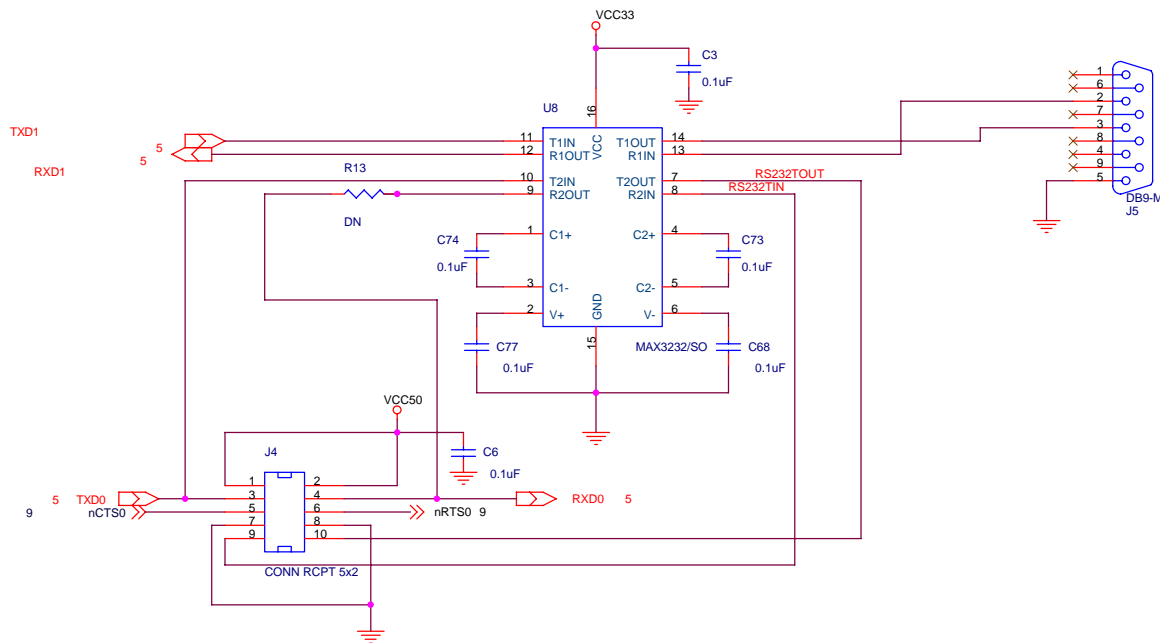 VCC33
C3
0.1uF
U8
16
VCC
TXD1
5
11
T1IN
T1OUT
14
5
12
R1OUT
R1IN
13
RXD1
R13
10
T2IN
T2OUT
7
RS232TOUT
9
R2OUT
R2IN
8
RS232TIN
DN
1
6
2
7
3
8
4
9
5
DB9-M
J5
C74
0.1uF
1
C1+
C2+
4
C73
0.1uF
3
C1-
C2-
5
2
V+
GND
V-
6
15
MAX3232/SO
C77
0.1uF
C68
0.1uF
VCC50
J4
C6
0.1uF
1
2
5
TXD0
3
4
RXD0
5
9
nCTS0
5
6
nRTS0
9
7
8
9
10
CONN RCPT 5x2